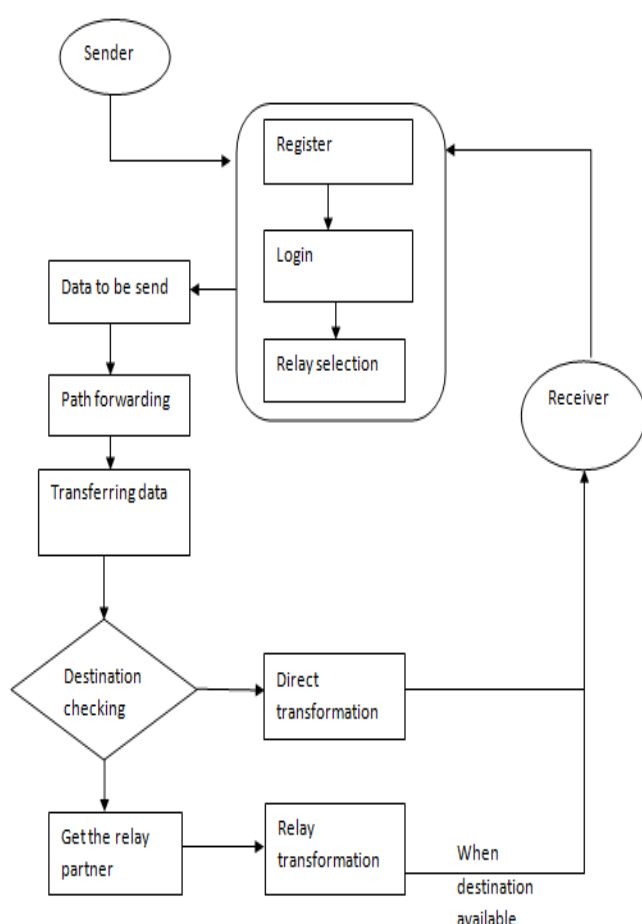 Sender
Register
Login
Relay selection
Data to be send
Path forwarding
Transferring data
Receiver
Destination
checking
Direct
transformation
Get the relay
partner
Relay
transformation
When
destination
available